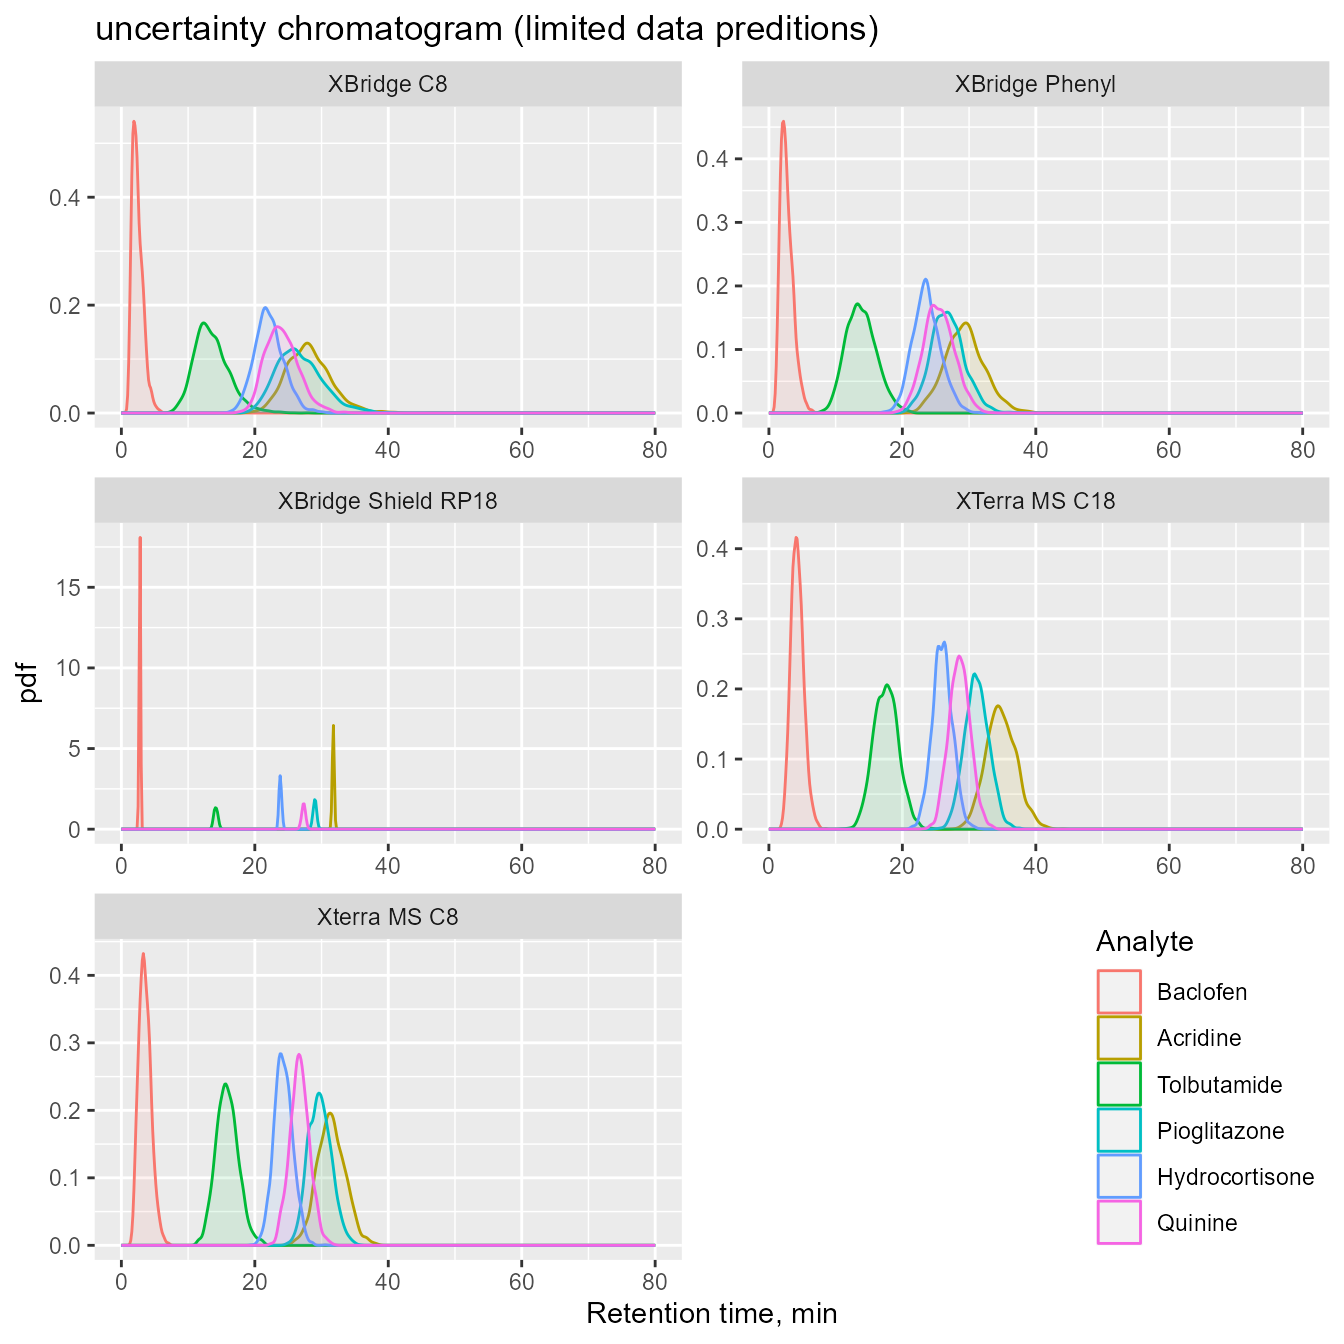 uncertainty chromatogram (limited data preditions)
XBridge C8
XBridge Phenyl
0.4
0.2
0.0
0 20 40 60 80
0.4
0.3
0.2
0.1
0.0
0 20 40 60 80
XBridge Shield RP18
XTerra MS C18
pdf
15
10
5
0
0 20 40 60 80
0.4
0.3
0.2
0.1
0.0
0 20 40 60 80
Xterra MS C8
0.4
0.3
0.2
0.1
0.0
0 20 40 60 80
Retention time, min
Analyte
Baclofen
Acridine
Tolbutamide
Pioglitazone
Hydrocortisone
Quinine